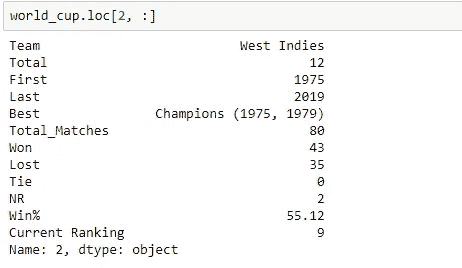 world_cup.loc[2, :]
Team West Indies
Total 12
First 1975
Last 2019
Best Champions (1975, 1979)
Total_Matches 80
Won 43
Lost 35
Tie 0
NR 2
Win% 55.12
Current Ranking 9
Name: 2, dtype: object